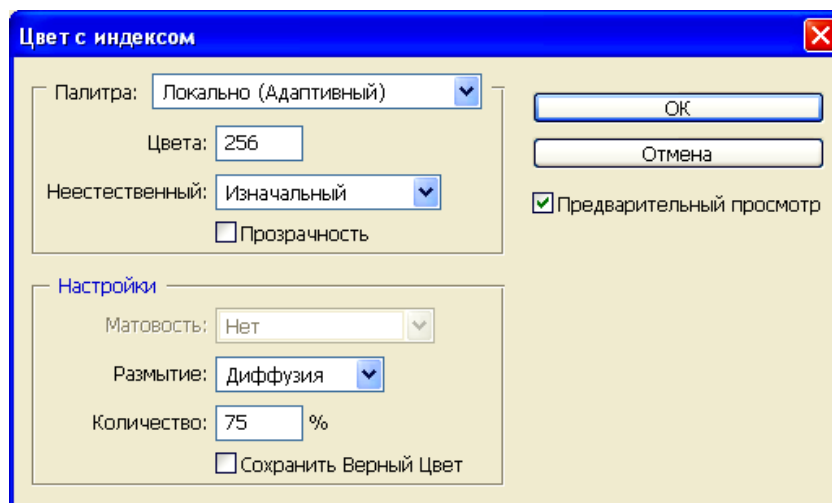 Цвет с индексом
Палитра: Локально (Адаптивный)
Цвета: 256
Неестественный: Изначальный
Прозрачность
OK
Отмена
Предварительный просмотр
Настройки
Матовость: Нет
Размытие: Диффузия
Количество: 75 %
Сохранить Верный Цвет